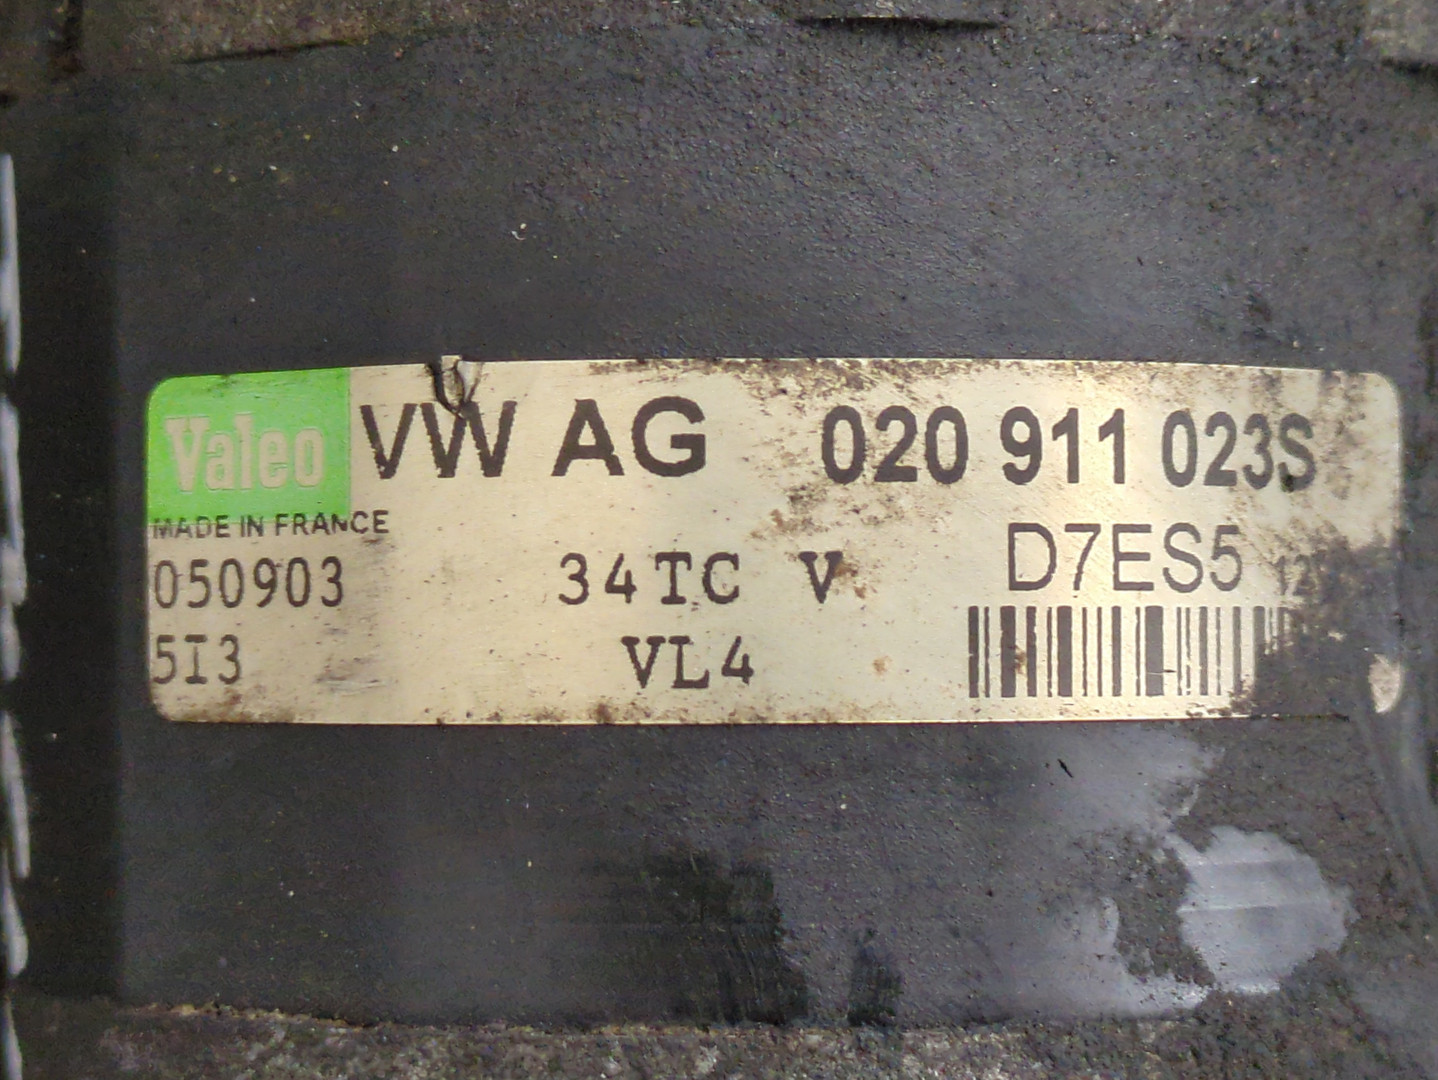 Valeo VW AG 020 911 023S
MADE IN FRANCE
050903 34TC V D7ES5
5I3 VL4